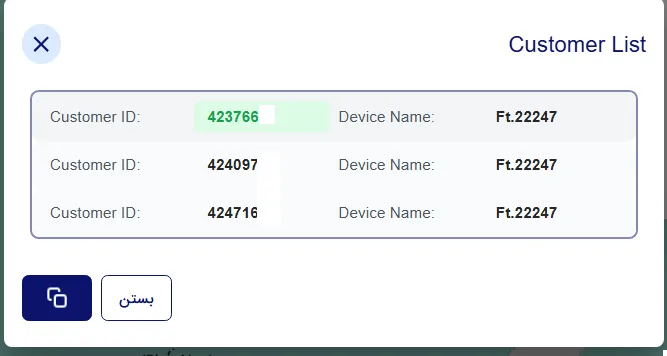 Customer List
Customer ID: 423766 Device Name: Ft.22247
Customer ID: 424097 Device Name: Ft.22247
Customer ID: 424716 Device Name: Ft.22247
بستن